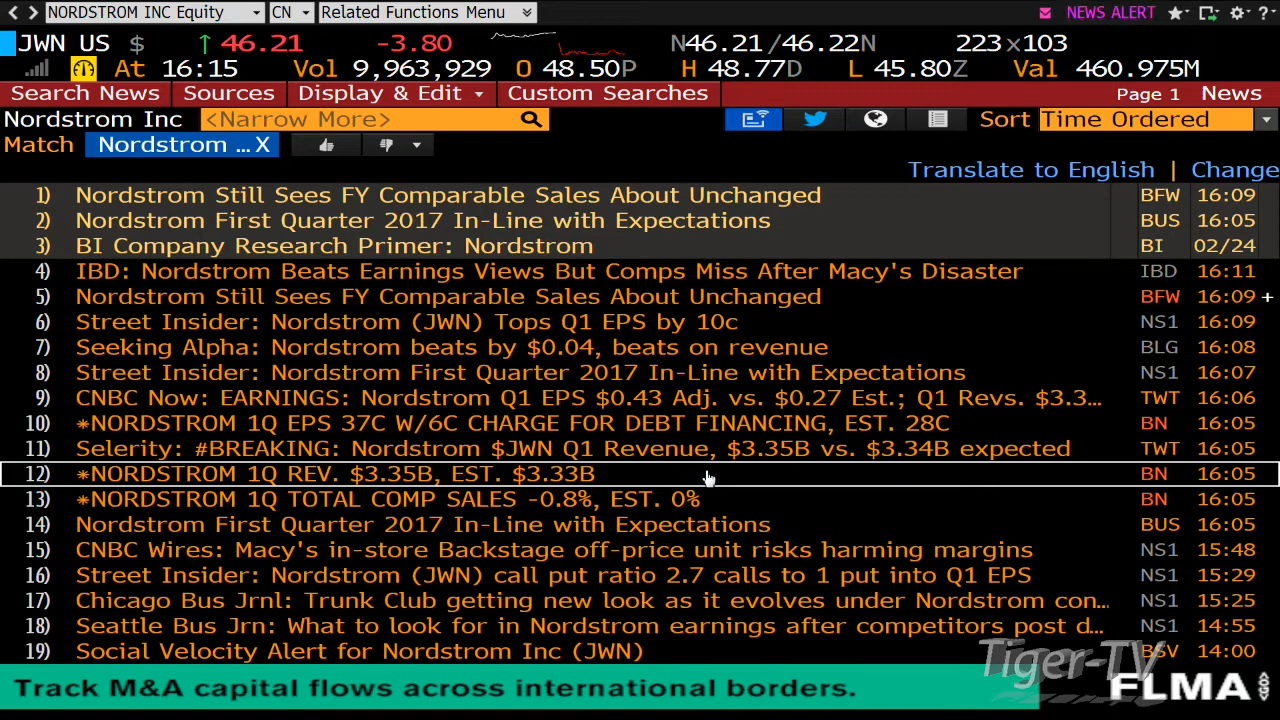 NORDSTROM INC Equity CN Related Functions Menu NEWS ALERT
JWN US $ ↑ 46.21 -3.80 N46.21/46.22N 223x103
At 16:15 Vol 9,963,929 O 48.50P H 48.77D L 45.80Z Val 460.975M
Search News Sources Display & Edit Custom Searches Page 1 News
Nordstrom Inc <Narrow More> Sort Time Ordered
Match Nordstrom ... X
Translate to English | Change
1) Nordstrom Still Sees FY Comparable Sales About Unchanged BFW 16:09
2) Nordstrom First Quarter 2017 In-Line with Expectations BUS 16:05
3) BI Company Research Primer: Nordstrom BI 02/24
4) IBD: Nordstrom Beats Earnings Views But Comps Miss After Macy's Disaster IBD 16:11
5) Nordstrom Still Sees FY Comparable Sales About Unchanged BFW 16:09 +
6) Street Insider: Nordstrom (JWN) Tops Q1 EPS by 10c NS1 16:09
7) Seeking Alpha: Nordstrom beats by $0.04, beats on revenue BLG 16:08
8) Street Insider: Nordstrom First Quarter 2017 In-Line with Expectations NS1 16:07
9) CNBC Now: EARNINGS: Nordstrom Q1 EPS $0.43 Adj. vs. $0.27 Est.; Q1 Revs. $3.3... TWT 16:06
10) *NORDSTROM 1Q EPS 37C W/6C CHARGE FOR DEBT FINANCING, EST. 28C BN 16:05
11) Selerity: #BREAKING: Nordstrom $JWN Q1 Revenue, $3.35B vs. $3.34B expected TWT 16:05
12) *NORDSTROM 1Q REV. $3.35B, EST. $3.33B BN 16:05
13) *NORDSTROM 1Q TOTAL COMP SALES -0.8%, EST. 0% BN 16:05
14) Nordstrom First Quarter 2017 In-Line with Expectations BUS 16:05
15) CNBC Wires: Macy's in-store Backstage off-price unit risks harming margins NS1 15:48
16) Street Insider: Nordstrom (JWN) call put ratio 2.7 calls to 1 put into Q1 EPS NS1 15:29
17) Chicago Bus Jrnl: Trunk Club getting new look as it evolves under Nordstrom con... NS1 15:25
18) Seattle Bus Jrn: What to look for in Nordstrom earnings after competitors post d... NS1 14:55
19) Social Velocity Alert for Nordstrom Inc (JWN) BSV 14:00
Tiger-TV
Track M&A capital flows across international borders. FLMA